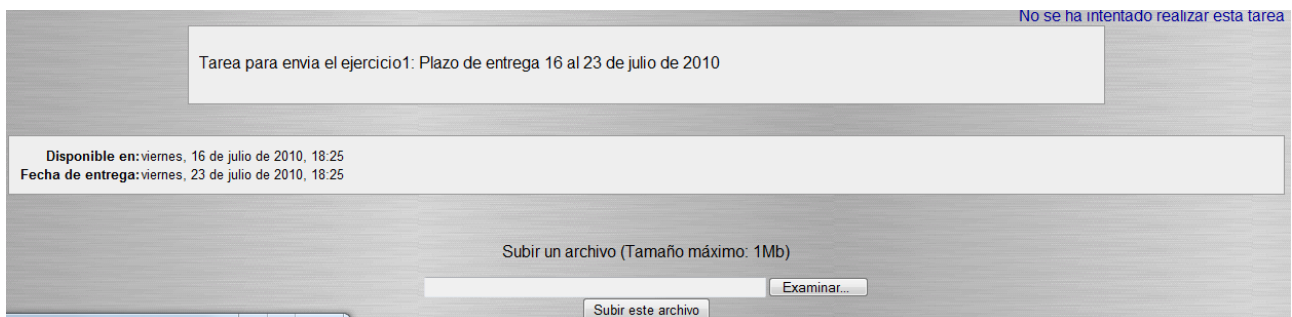 No se ha intentado realizar esta tarea
Tarea para envia el ejercicio1: Plazo de entrega 16 al 23 de julio de 2010
Disponible en: viernes, 16 de julio de 2010, 18:25
Fecha de entrega: viernes, 23 de julio de 2010, 18:25
Subir un archivo (Tamaño máximo: 1Mb)
Examinar...
Subir este archivo